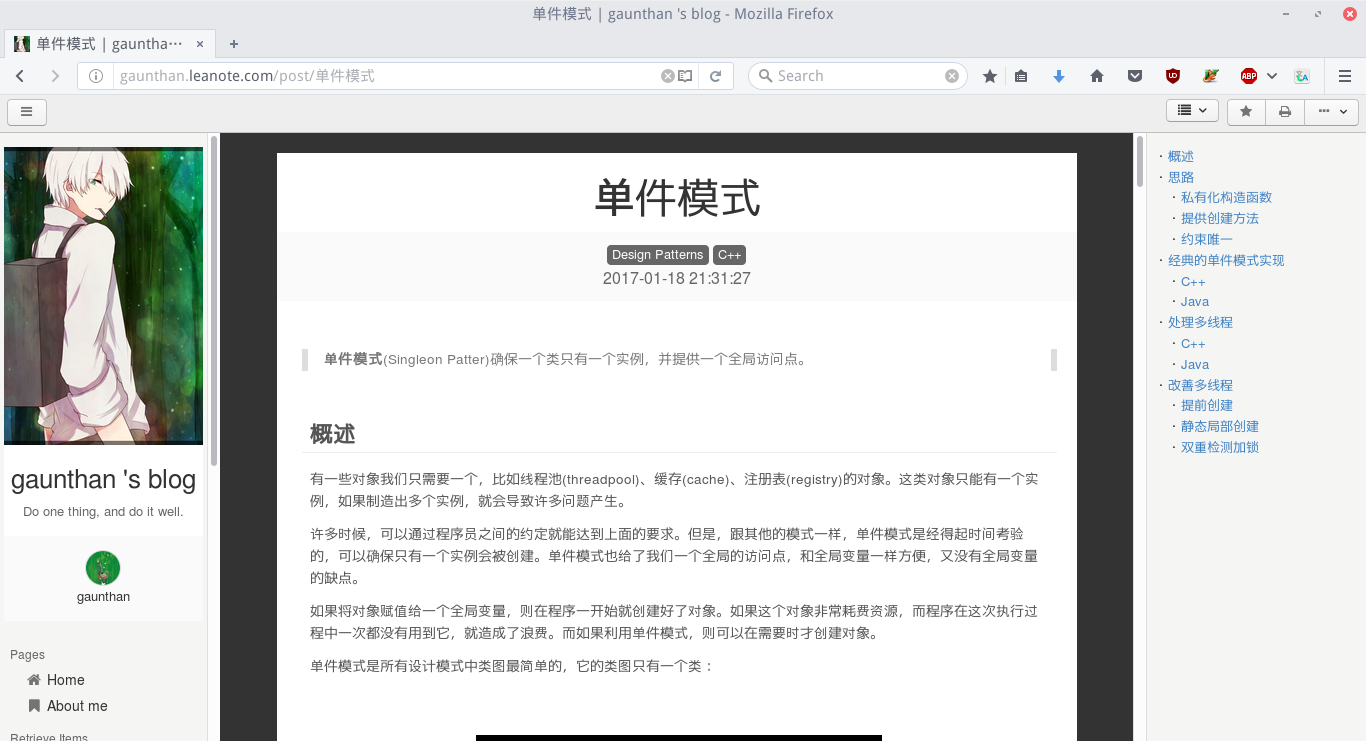 单件模式 | gaunthan 's blog - Mozilla Firefox
单件模式 | gauntha···
gaunthan.leanote.com/post/单件模式
Search
UO
ABP
单件模式
Design Patterns C++
2017-01-18 21:31:27
单件模式(Singleon Patter)确保一个类只有一个实例，并提供一个全局访问点。
概述
有一些对象我们只需要一个，比如线程池(threadpool)、缓存(cache)、注册表(registry)的对象。这类对象只能有一个实
例，如果制造出多个实例，就会导致许多问题产生。
许多时候，可以通过程序员之间的约定就能达到上面的要求。但是，跟其他的模式一样，单件模式是经得起时间考验
的，可以确保只有一个实例会被创建。单件模式也给了我们一个全局的访问点，和全局变量一样方便，又没有全局变量
的缺点。
如果将对象赋值给一个全局变量，则在程序一开始就创建好了对象。如果这个对象非常耗费资源，而程序在这次执行过
程中一次都没有用到它，就造成了浪费。而如果利用单件模式，则可以在需要时才创建对象。
单件模式是所有设计模式中类图最简单的，它的类图只有一个类：
gaunthan 's blog
Do one thing, and do it well.
gaunthan
Pages
Home
About me
Retrieve Items
概述
思路
私有化构造函数
提供创建方法
约束唯一
经典的单件模式实现
C++
Java
处理多线程
C++
Java
改善多线程
提前创建
静态局部创建
双重检测加锁